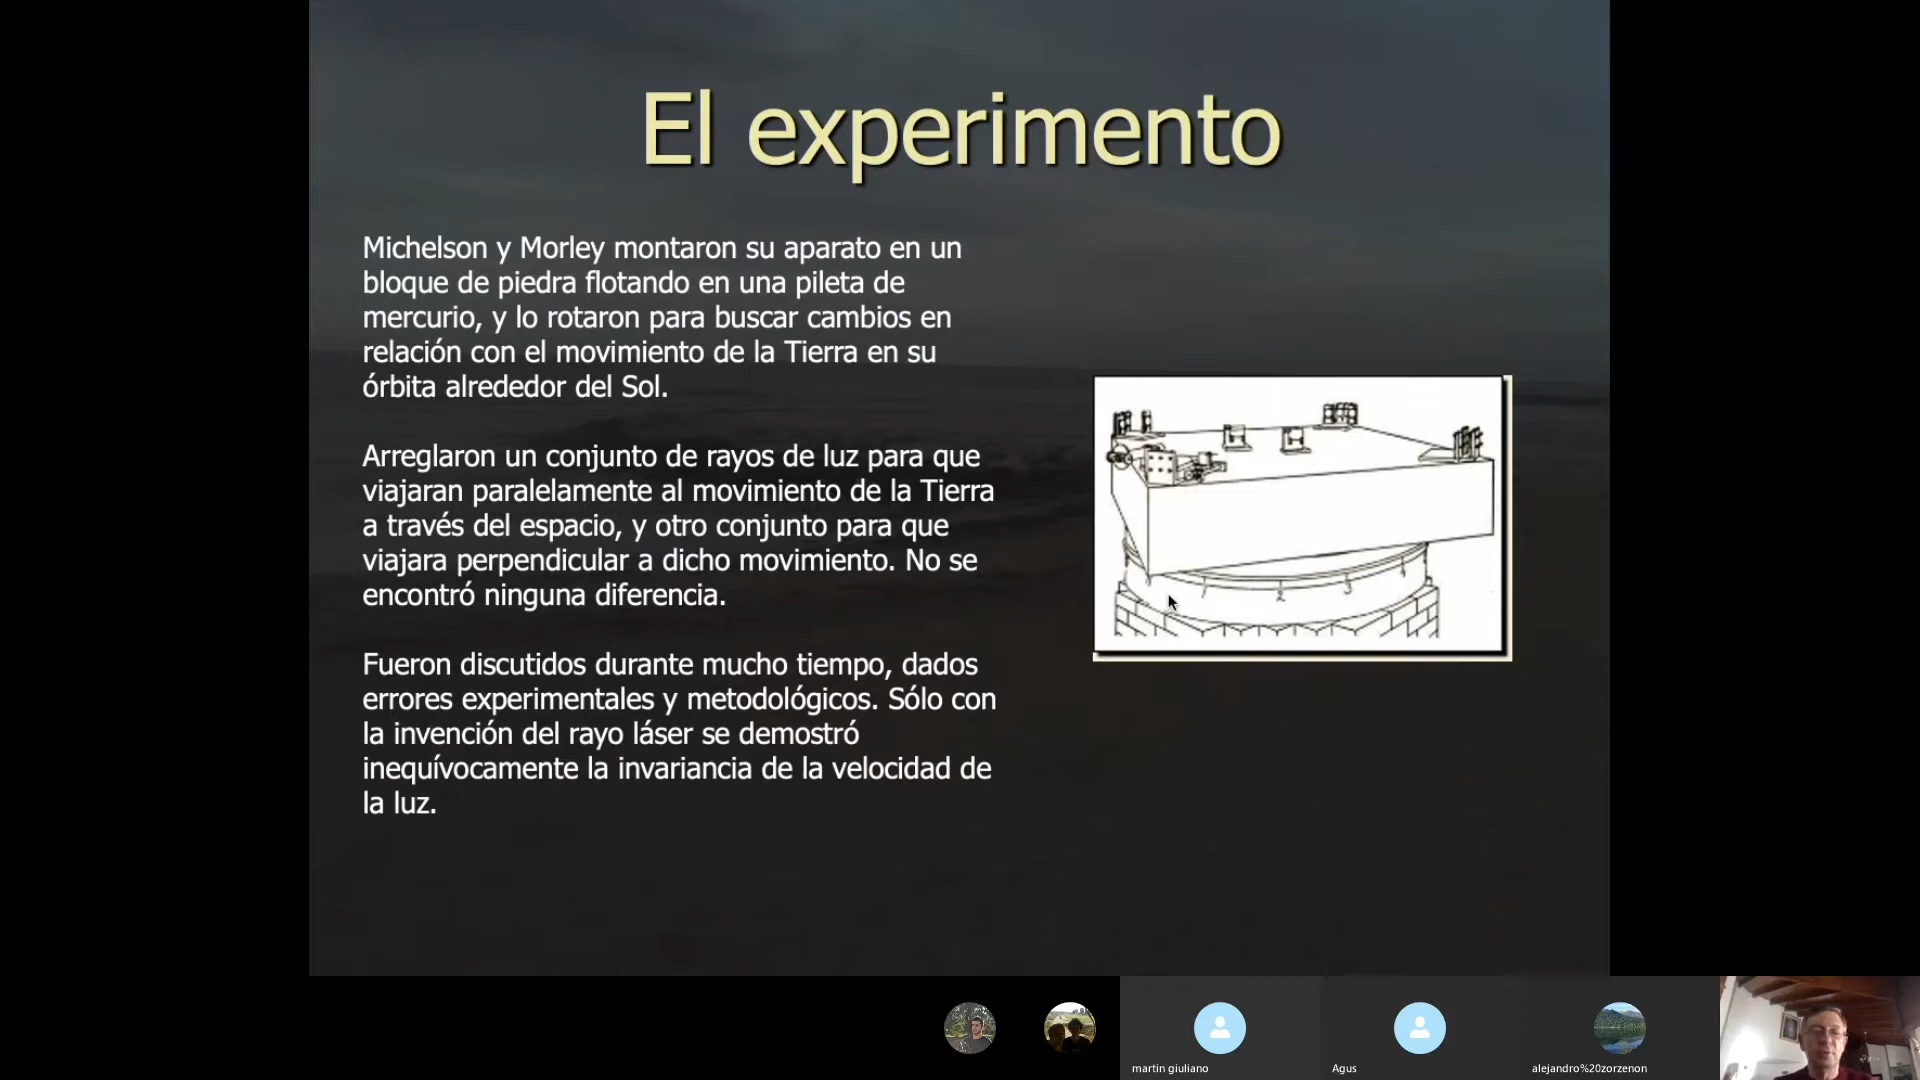 El experimento
Michelson y Morley montaron su aparato en un
bloque de piedra flotando en una pileta de
mercurio, y lo rotaron para buscar cambios en
relación con el movimiento de la Tierra en su
órbita alrededor del Sol.
Arreglaron un conjunto de rayos de luz para que
viajaran paralelamente al movimiento de la Tierra
a través del espacio, y otro conjunto para que
viajara perpendicular a dicho movimiento. No se
encontró ninguna diferencia.
Fueron discutidos durante mucho tiempo, dados
errores experimentales y metodológicos. Sólo con
la invención del rayo láser se demostró
inequívocamente la invariancia de la velocidad de
la luz.
1 2 3 4
martin giuliano
Agus
alejandro%20zorzenon